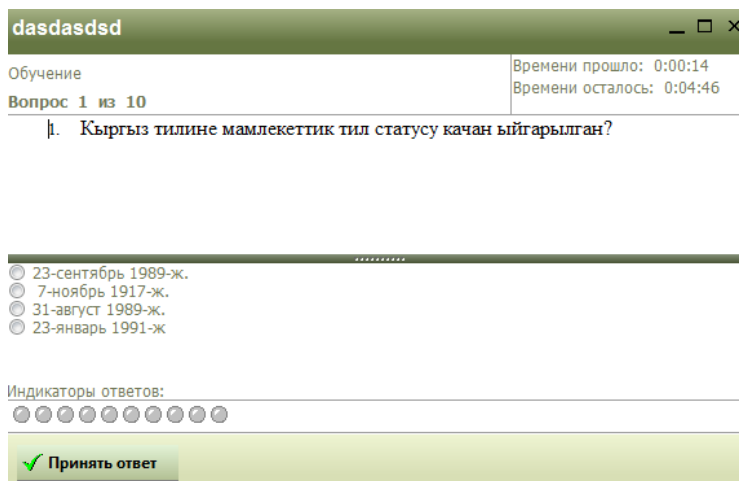 dasdasdsd
Обучение
Времени прошло: 0:00:14
Времени осталось: 0:04:46
Вопрос 1 из 10
1. Кыргыз тилине мамлекеттик тил статусу качан ыйгарылган?
23-сентябрь 1989-ж.
7-ноябрь 1917-ж.
31-август 1989-ж.
23-январь 1991-ж
Индикаторы ответов:
Принять ответ